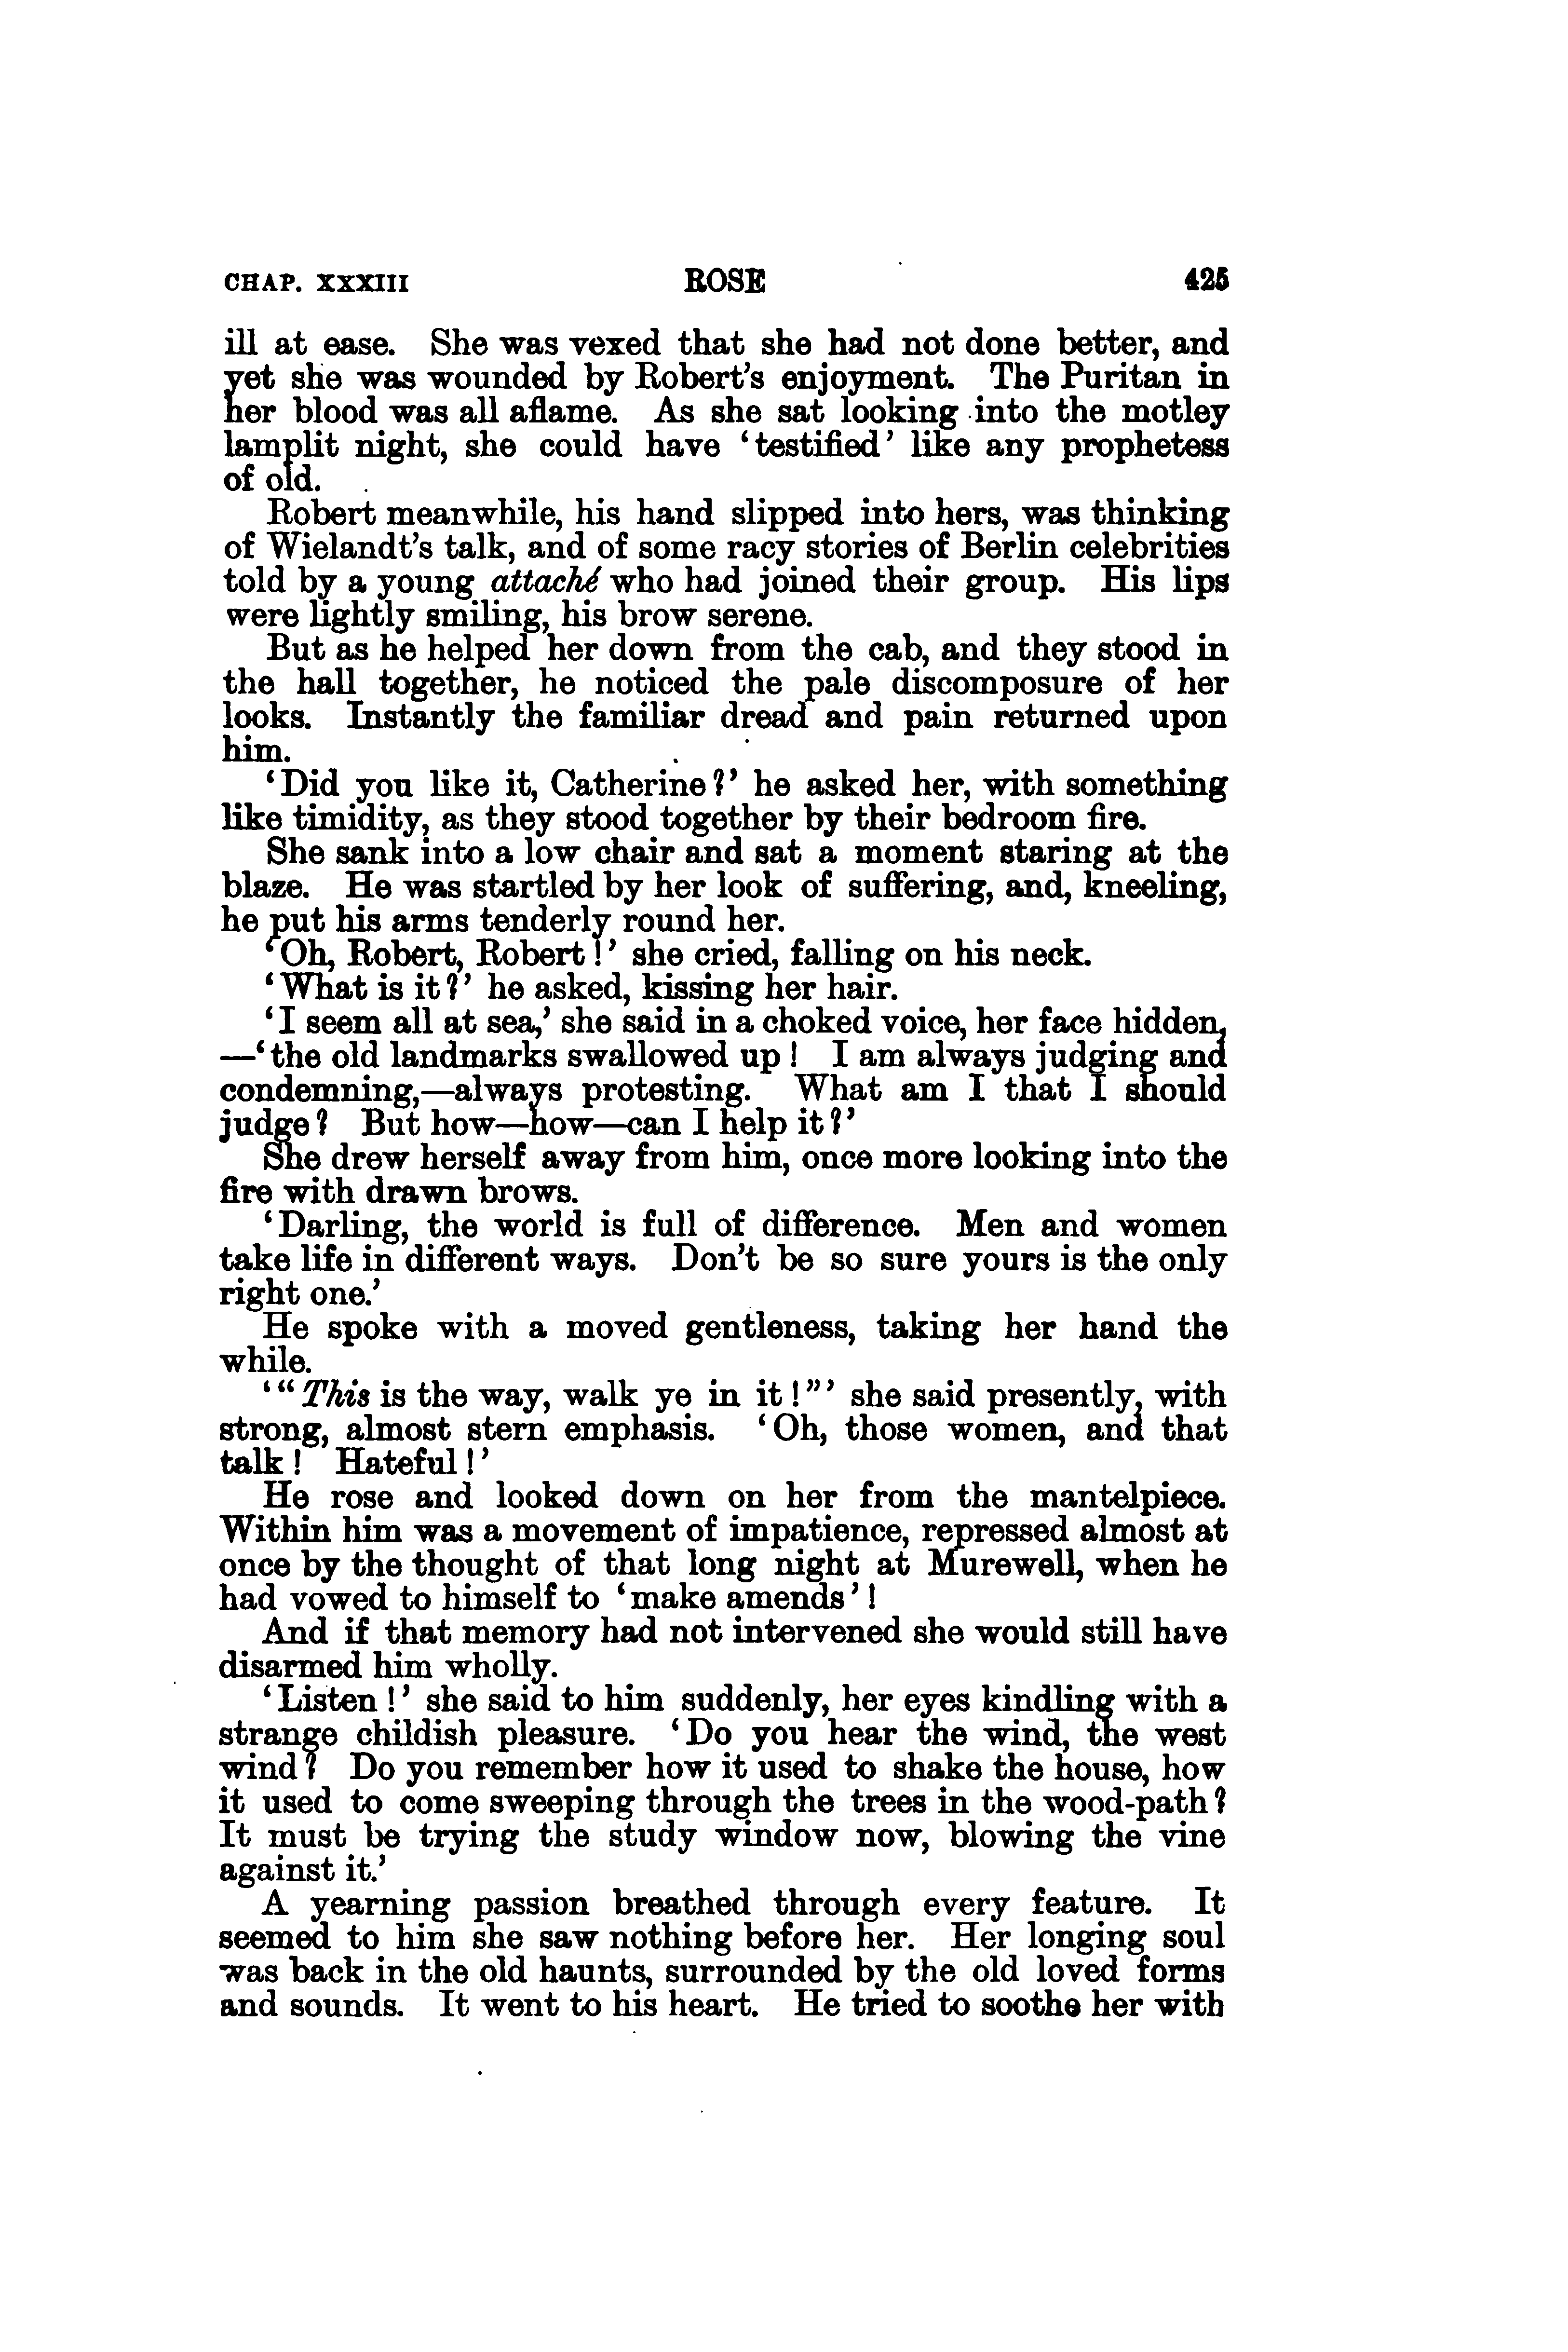 CHAP. XXXIII ROSE 425
ill at ease. She was vexed that she had not done better, and
yet she was wounded by Robert's enjoyment. The Puritan in
her blood was all aflame. As she sat looking into the motley
lamplit night, she could have ‘testified’ like any prophetess
of old.
Robert meanwhile, his hand slipped into hers, was thinking
of Wielandt's talk, and of some racy stories of Berlin celebrities
told by a young attaché who had joined their group. His lips
were lightly smiling, his brow serene.
But as he helped her down from the cab, and they stood in
the hall together, he noticed the pale discomposure of her
looks. Instantly the familiar dread and pain returned upon
him.
‘Did you like it, Catherine?’ he asked her, with something
like timidity, as they stood together by their bedroom fire.
She sank into a low chair and sat a moment staring at the
blaze. He was startled by her look of suffering, and, kneeling,
he put his arms tenderly round her.
‘Oh, Robert, Robert!’ she cried, falling on his neck.
‘What is it?’ he asked, kissing her hair.
‘I seem all at sea,’ she said in a choked voice, her face hidden,
—‘the old landmarks swallowed up! I am always judging and
condemning,—always protesting. What am I that I should
judge? But how—how—can I help it?’
She drew herself away from him, once more looking into the
fire with drawn brows.
‘Darling, the world is full of difference. Men and women
take life in different ways. Don't be so sure yours is the only
right one.’
He spoke with a moved gentleness, taking her hand the
while.
‘“This is the way, walk ye in it!”’ she said presently, with
strong, almost stern emphasis. ‘Oh, those women, and that
talk! Hateful!’
He rose and looked down on her from the mantelpiece.
Within him was a movement of impatience, repressed almost at
once by the thought of that long night at Murewell, when he
had vowed to himself to ‘make amends’!
And if that memory had not intervened she would still have
disarmed him wholly.
‘Listen!’ she said to him suddenly, her eyes kindling with a
strange childish pleasure. ‘Do you hear the wind, the west
wind? Do you remember how it used to shake the house, how
it used to come sweeping through the trees in the wood-path?
It must be trying the study window now, blowing the vine
against it.’
A yearning passion breathed through every feature. It
seemed to him she saw nothing before her. Her longing soul
was back in the old haunts, surrounded by the old loved forms
and sounds. It went to his heart. He tried to soothe her with